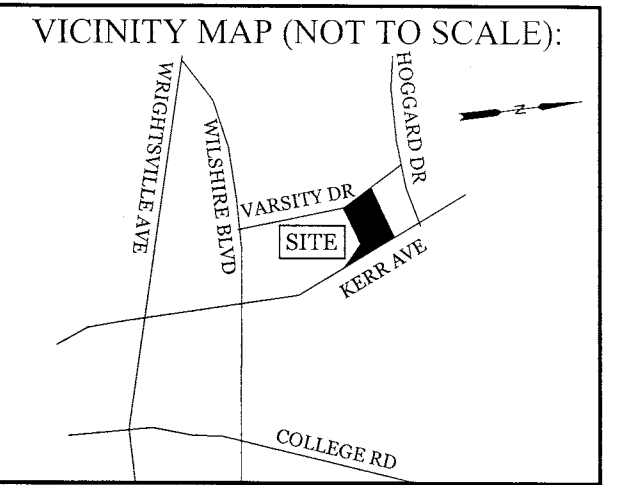 VICINITY MAP (NOT TO SCALE):
WRIGHTSVILLE AVE
WILSHIRE BLVD
HOGGARD DR
Z
VARSITY DR
SITE
KERR AVE
COLLEGE RD